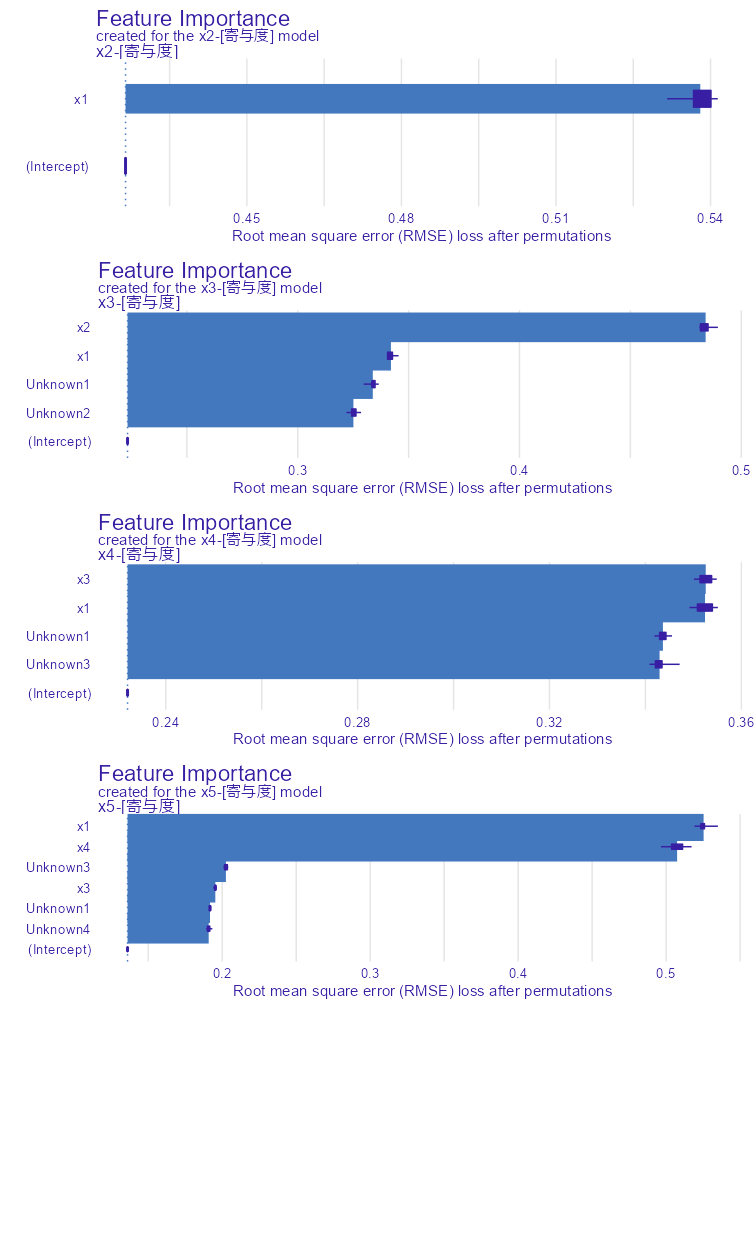 Feature Importance
created for the x2-[寄与度] model
x2-[寄与度]
x1
(Intercept)
0.45 0.48 0.51 0.54
Root mean square error (RMSE) loss after permutations
Feature Importance
created for the x3-[寄与度] model
x3-[寄与度]
x2
x1
Unknown1
Unknown2
(Intercept)
0.3 0.4 0.5
Root mean square error (RMSE) loss after permutations
Feature Importance
created for the x4-[寄与度] model
x4-[寄与度]
x3
x1
Unknown1
Unknown3
(Intercept)
0.24 0.28 0.32 0.36
Root mean square error (RMSE) loss after permutations
Feature Importance
created for the x5-[寄与度] model
x5-[寄与度]
x1
x4
Unknown3
x3
Unknown1
Unknown4
(Intercept)
0.2 0.3 0.4 0.5
Root mean square error (RMSE) loss after permutations